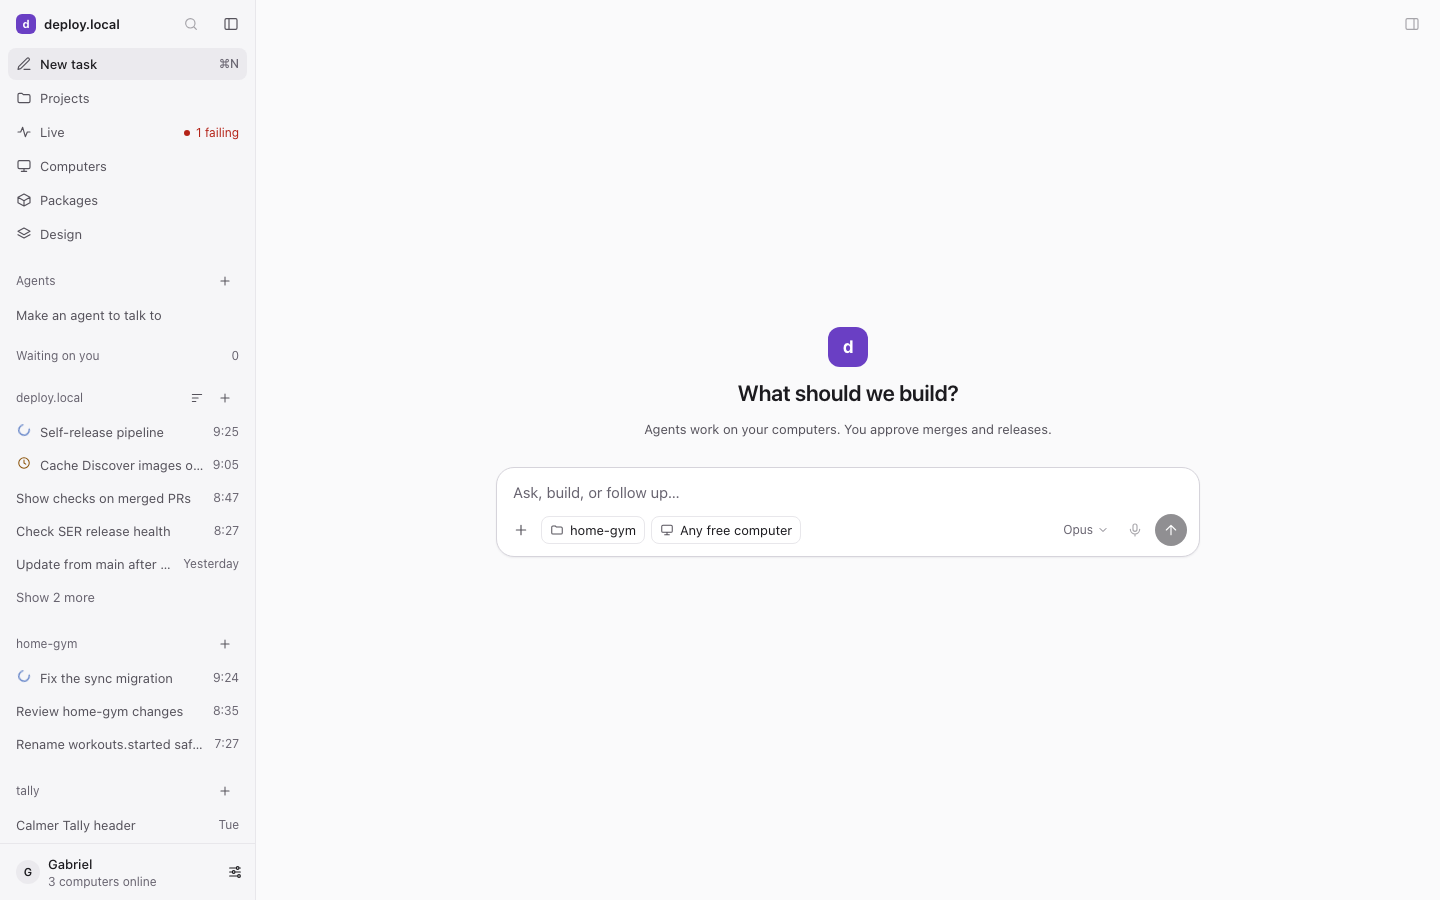 d deploy.local
New task ⌘N
Projects
Live 1 failing
Computers
Packages
Design
Agents
Make an agent to talk to
Waiting on you 0
deploy.local
Self-release pipeline 9:25
Cache Discover images o... 9:05
Show checks on merged PRs 8:47
Check SER release health 8:27
Update from main after ... Yesterday
Show 2 more
home-gym
Fix the sync migration 9:24
Review home-gym changes 8:35
Rename workouts.started saf... 7:27
tally
Calmer Tally header Tue
G Gabriel
3 computers online
d
What should we build?
Agents work on your computers. You approve merges and releases.
Ask, build, or follow up...
home-gym Any free computer Opus